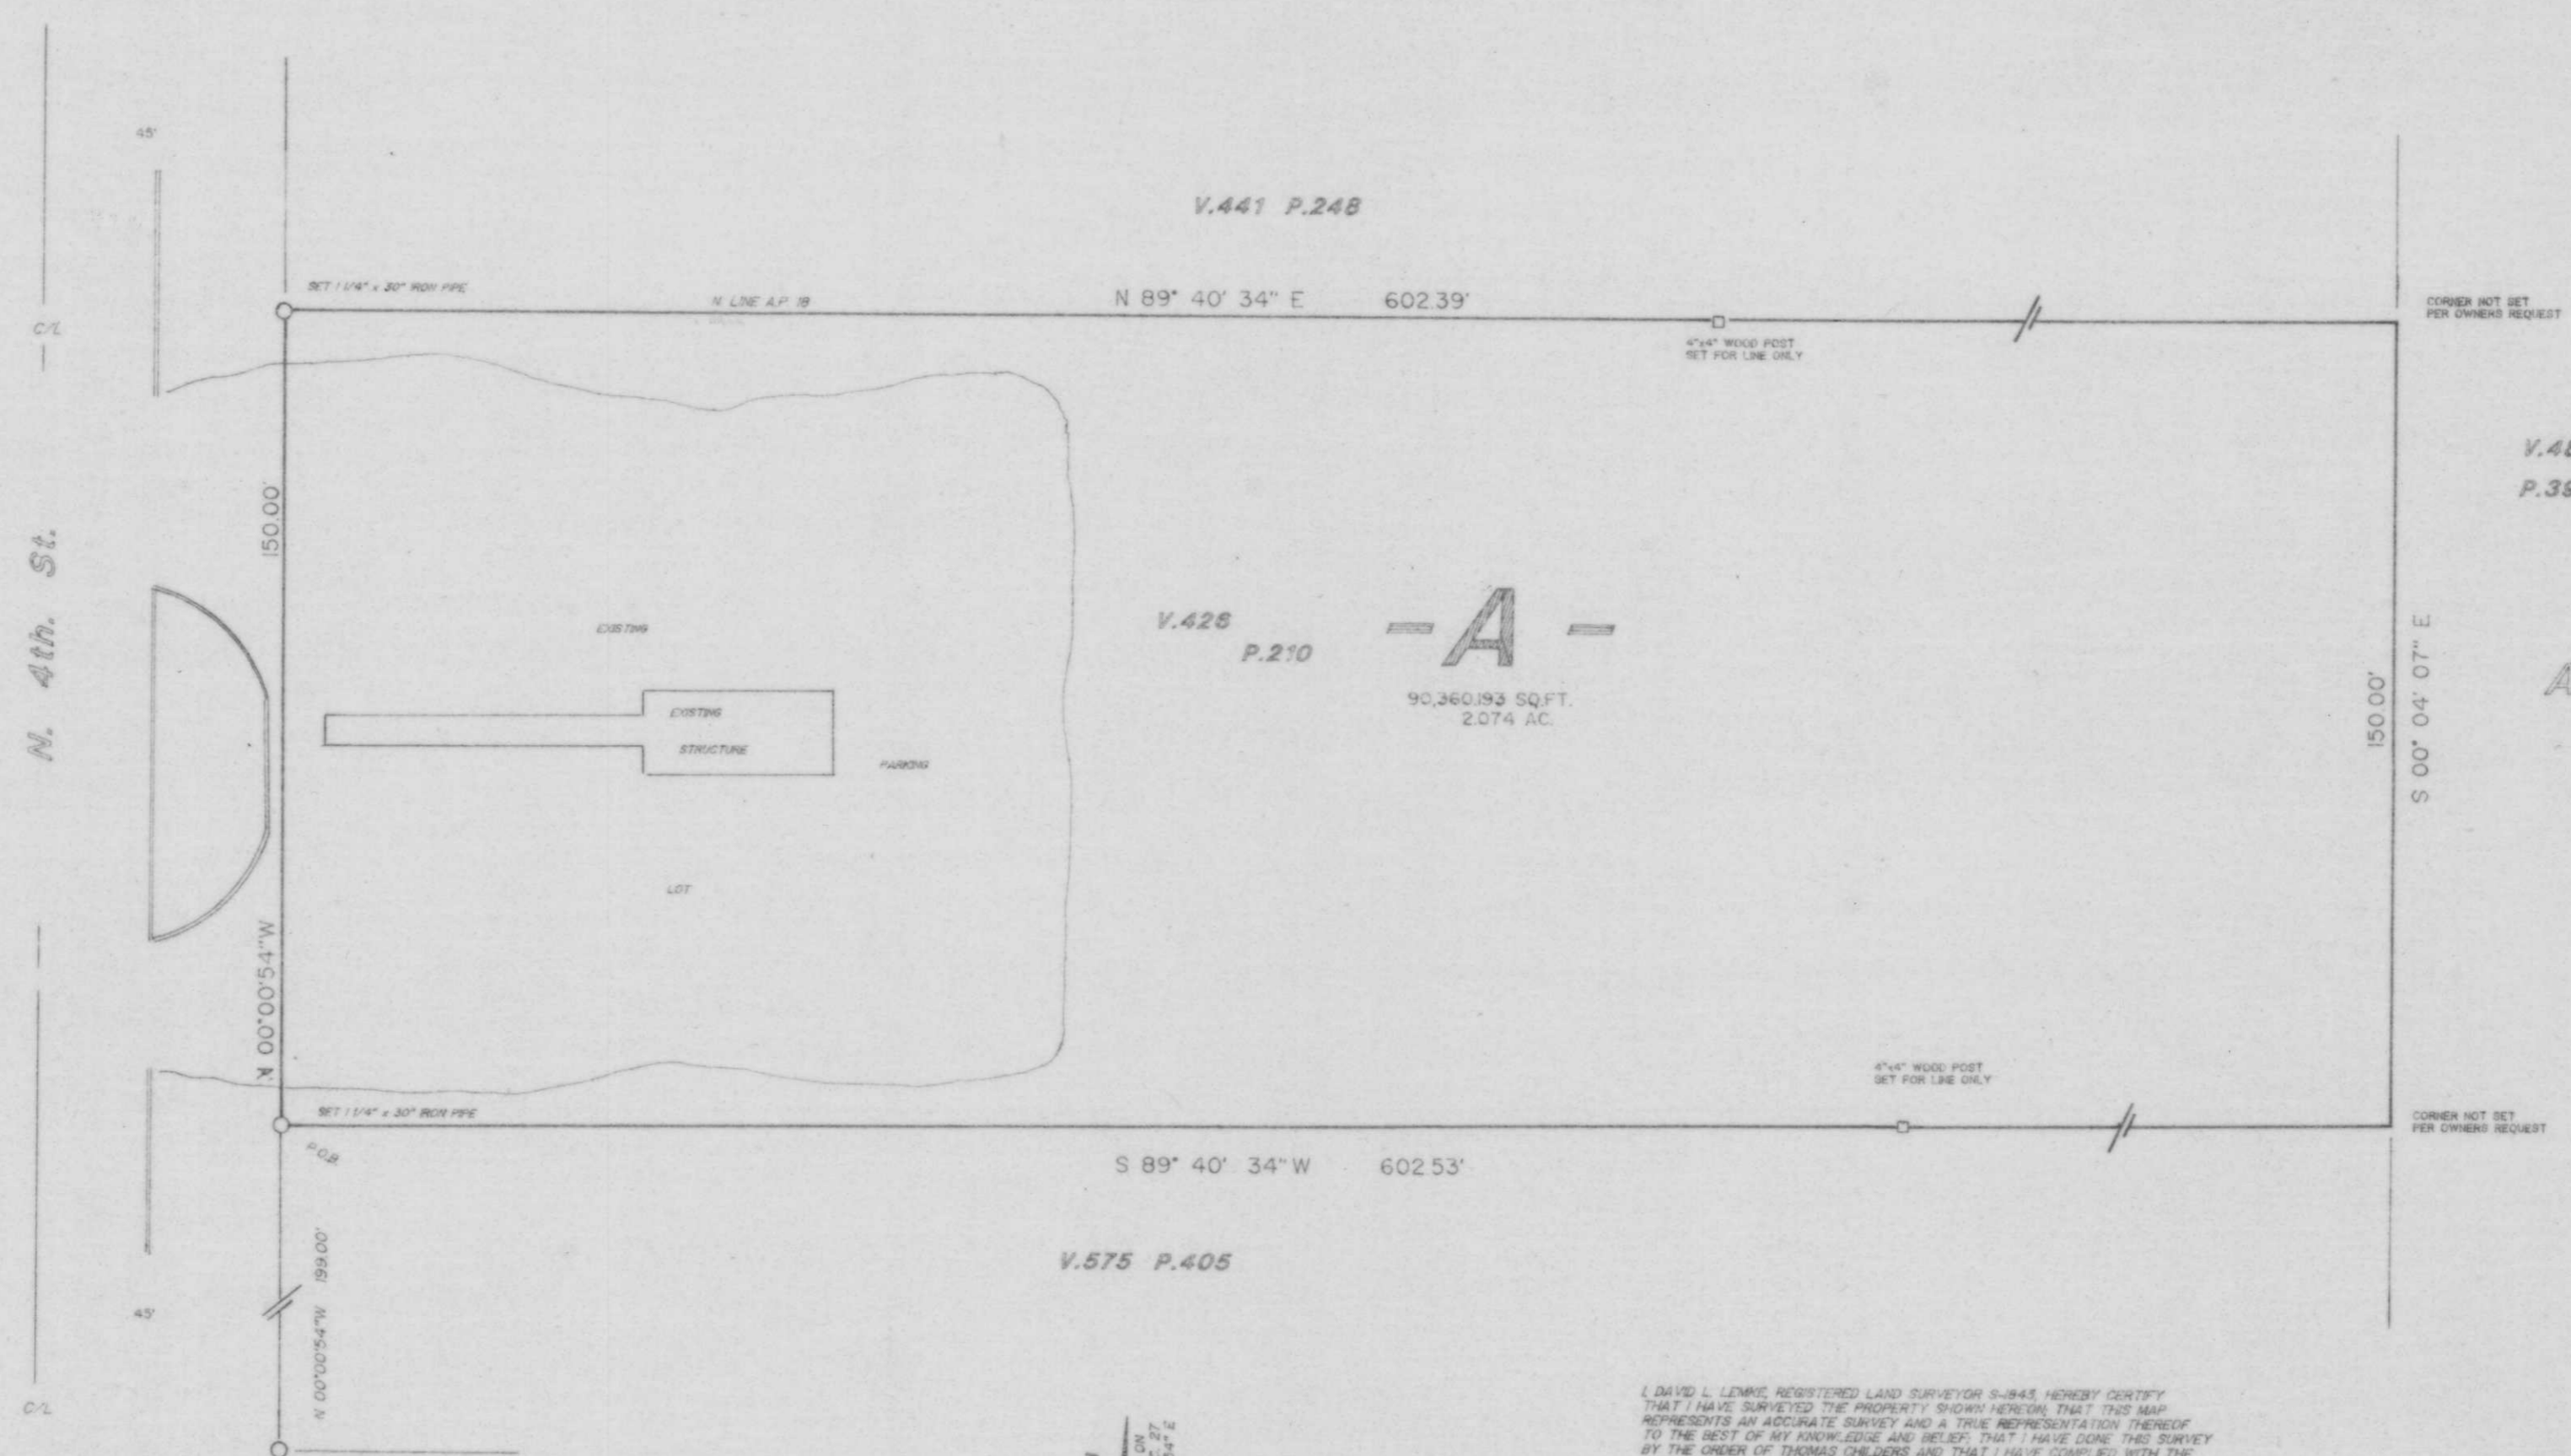 45'
V.441 P.248
SET 1 1/4" x 30" IRON PIPE
N LINE A.P. 18
N 89° 40' 34" E 602.39'
CORNER NOT SET
PER OWNERS REQUEST
C/L
4"x4" WOOD POST
SET FOR LINE ONLY
150.00'
N. 4th. St.
EXISTING
V.428
P.210
- A -
90,360.193 SQ.FT.
2.074 AC.
EXISTING
STRUCTURE
PARKING
LOT
150.00'
S 00° 04' 07" E
A
N 00°00'54"W
4"x4" WOOD POST
SET FOR LINE ONLY
SET 1 1/4" x 30" IRON PIPE
CORNER NOT SET
PER OWNERS REQUEST
P.O.B.
S 89° 40' 34" W 602.53'
V.575 P.405
N 00°00'54"W 199.00'
45'
C/L
ON
27
54" E
I, DAVID L. LEMKE, REGISTERED LAND SURVEYOR S-1845, HEREBY CERTIFY
THAT I HAVE SURVEYED THE PROPERTY SHOWN HEREON; THAT THIS MAP
REPRESENTS AN ACCURATE SURVEY AND A TRUE REPRESENTATION THEREOF
TO THE BEST OF MY KNOWLEDGE AND BELIEF; THAT I HAVE DONE THIS SURVEY
BY THE ORDER OF THOMAS CHILDERS AND THAT I HAVE COMPLIED WITH THE